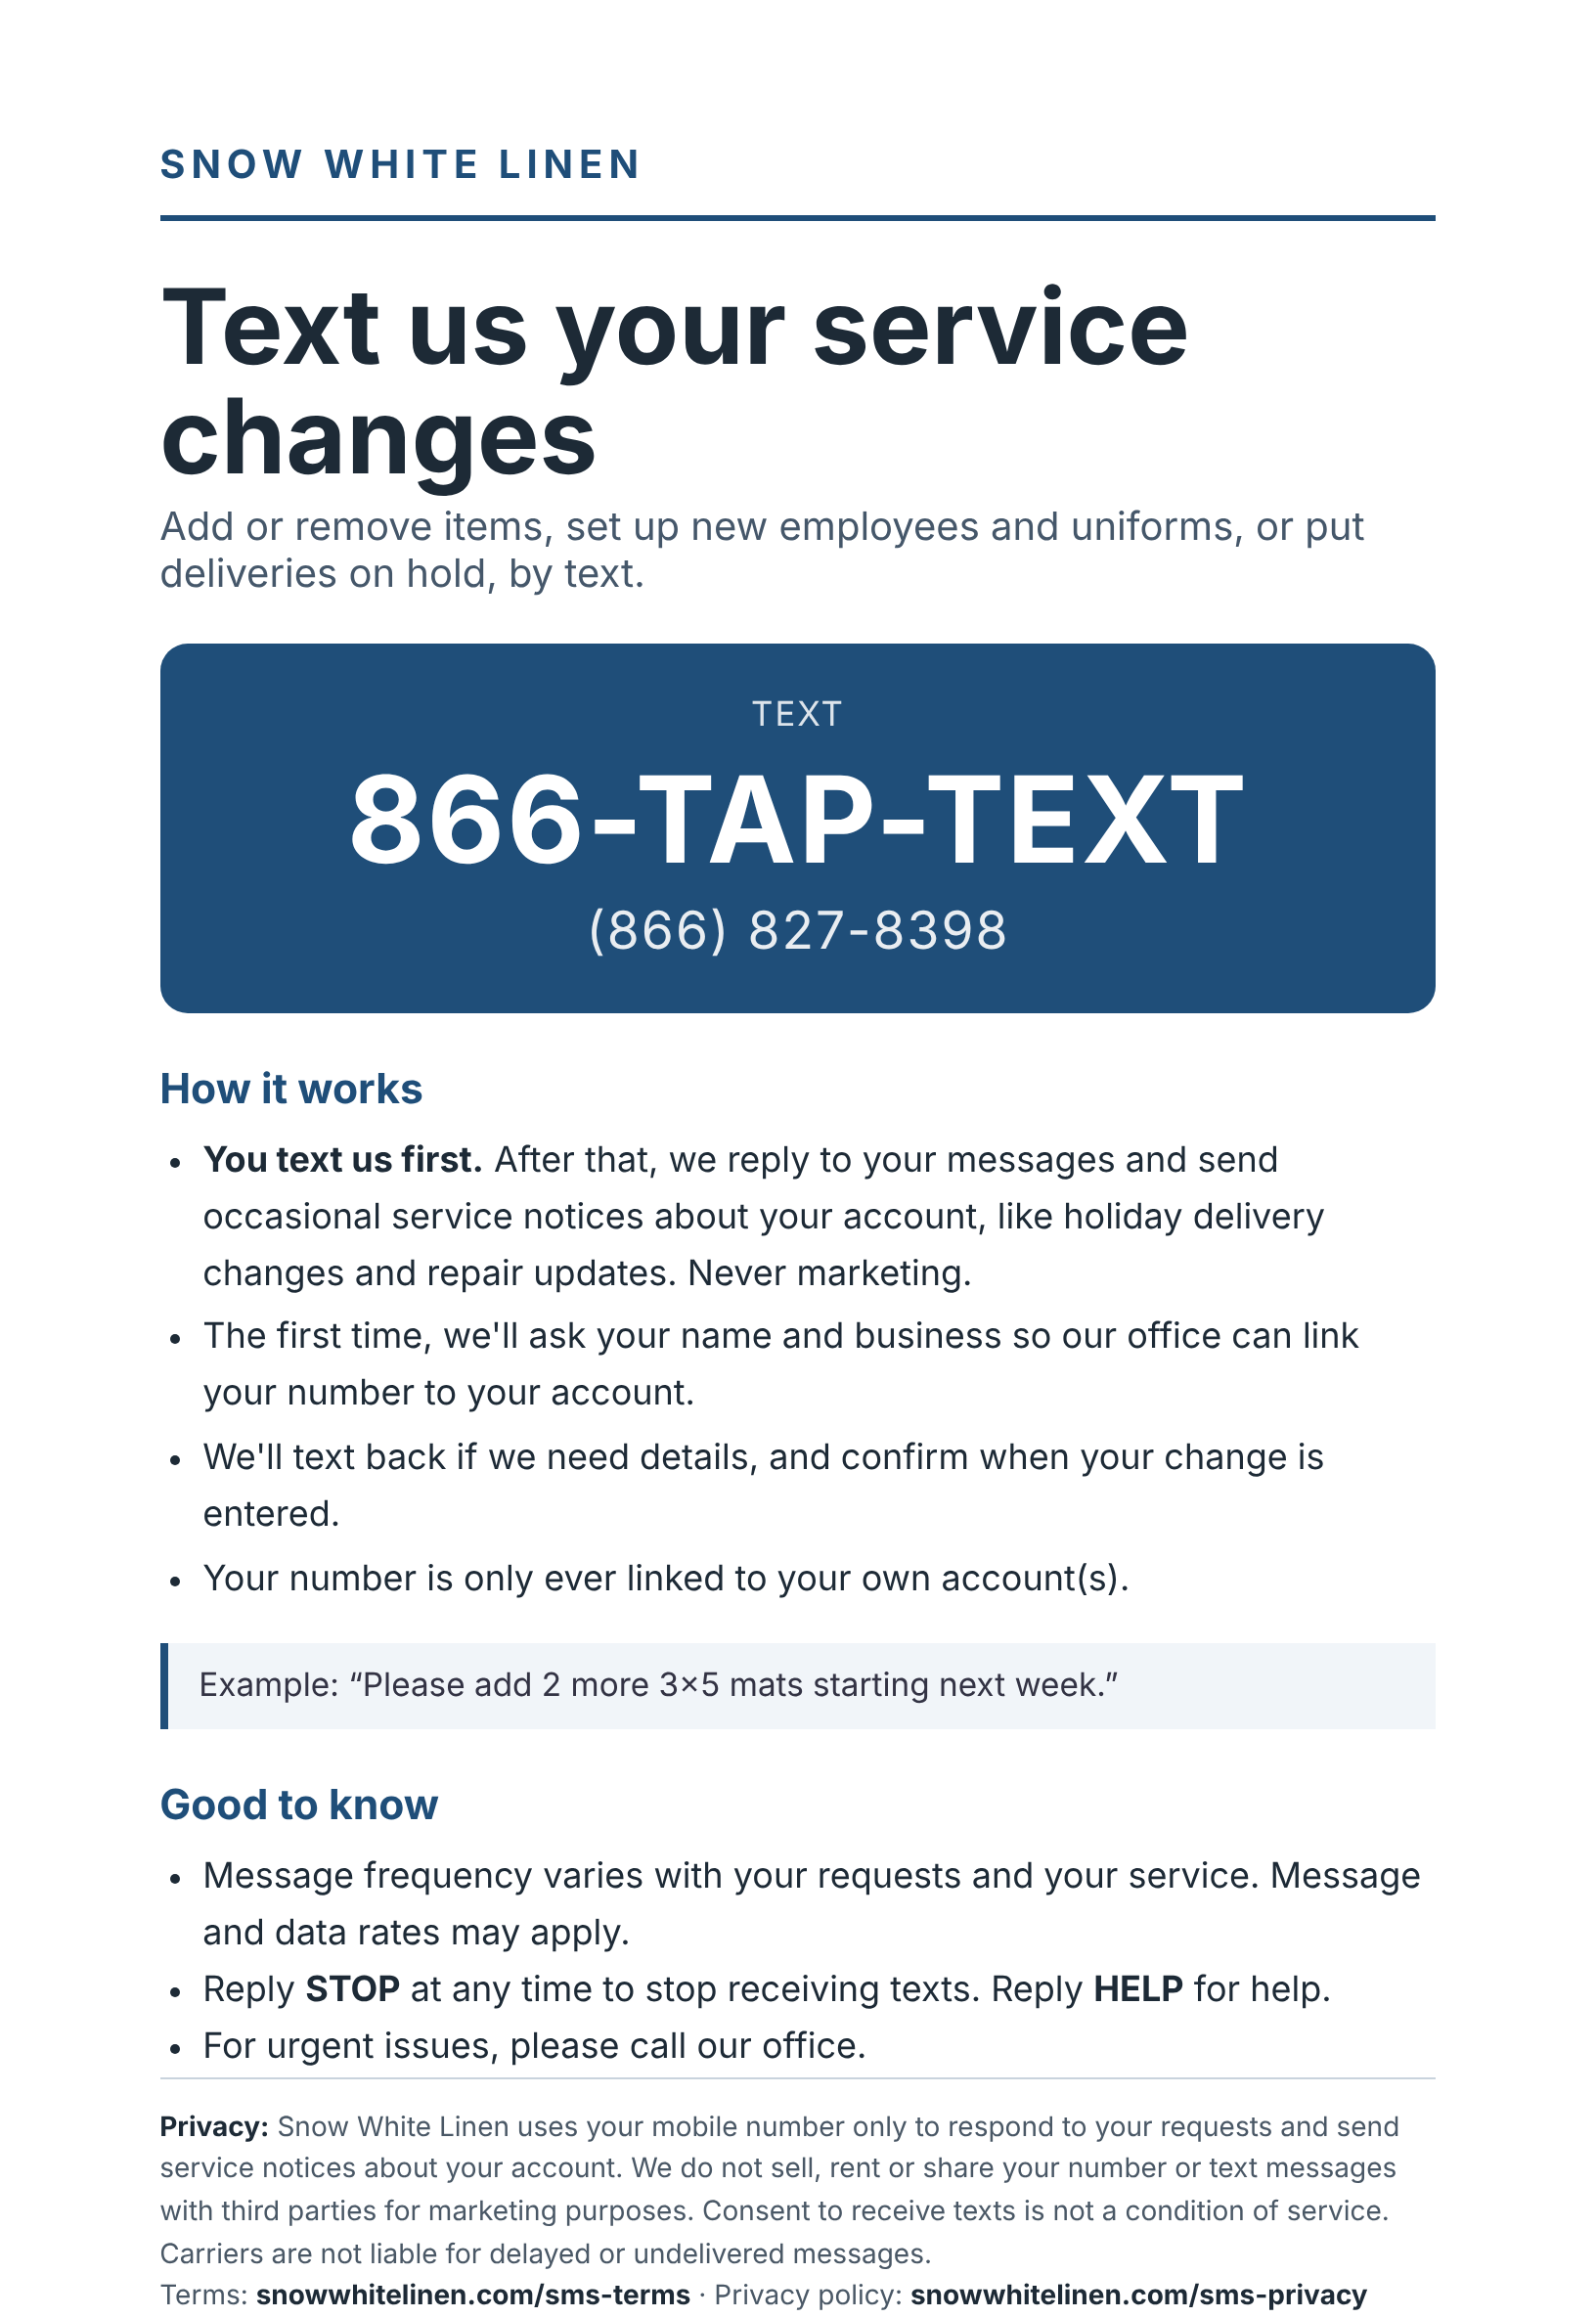 SNOW WHITE LINEN
Text us your service
changes
Add or remove items, set up new employees and uniforms, or put
deliveries on hold, by text.
TEXT
866-TAP-TEXT
(866) 827-8398
How it works
• You text us first. After that, we reply to your messages and send
occasional service notices about your account, like holiday delivery
changes and repair updates. Never marketing.
• The first time, we'll ask your name and business so our office can link
your number to your account.
• We'll text back if we need details, and confirm when your change is
entered.
• Your number is only ever linked to your own account(s).
Example: “Please add 2 more 3×5 mats starting next week.”
Good to know
• Message frequency varies with your requests and your service. Message
and data rates may apply.
• Reply STOP at any time to stop receiving texts. Reply HELP for help.
• For urgent issues, please call our office.
Privacy: Snow White Linen uses your mobile number only to respond to your requests and send
service notices about your account. We do not sell, rent or share your number or text messages
with third parties for marketing purposes. Consent to receive texts is not a condition of service.
Carriers are not liable for delayed or undelivered messages.
Terms: snowwhitelinen.com/sms-terms · Privacy policy: snowwhitelinen.com/sms-privacy